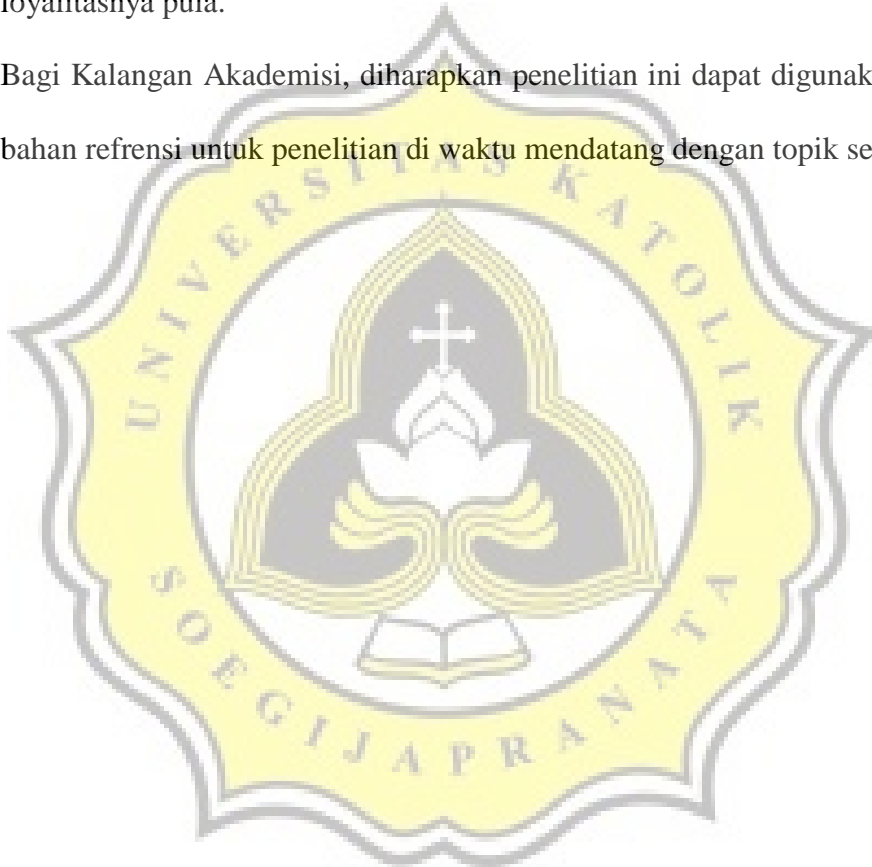 loyalitasnya pula.
Bagi Kalangan Akademisi, diharapkan penelitian ini dapat digunak
bahan refrensi untuk penelitian di waktu mendatang dengan topik se
UNIVERSITAS KATOLIK
SOEGIJAPRANATA